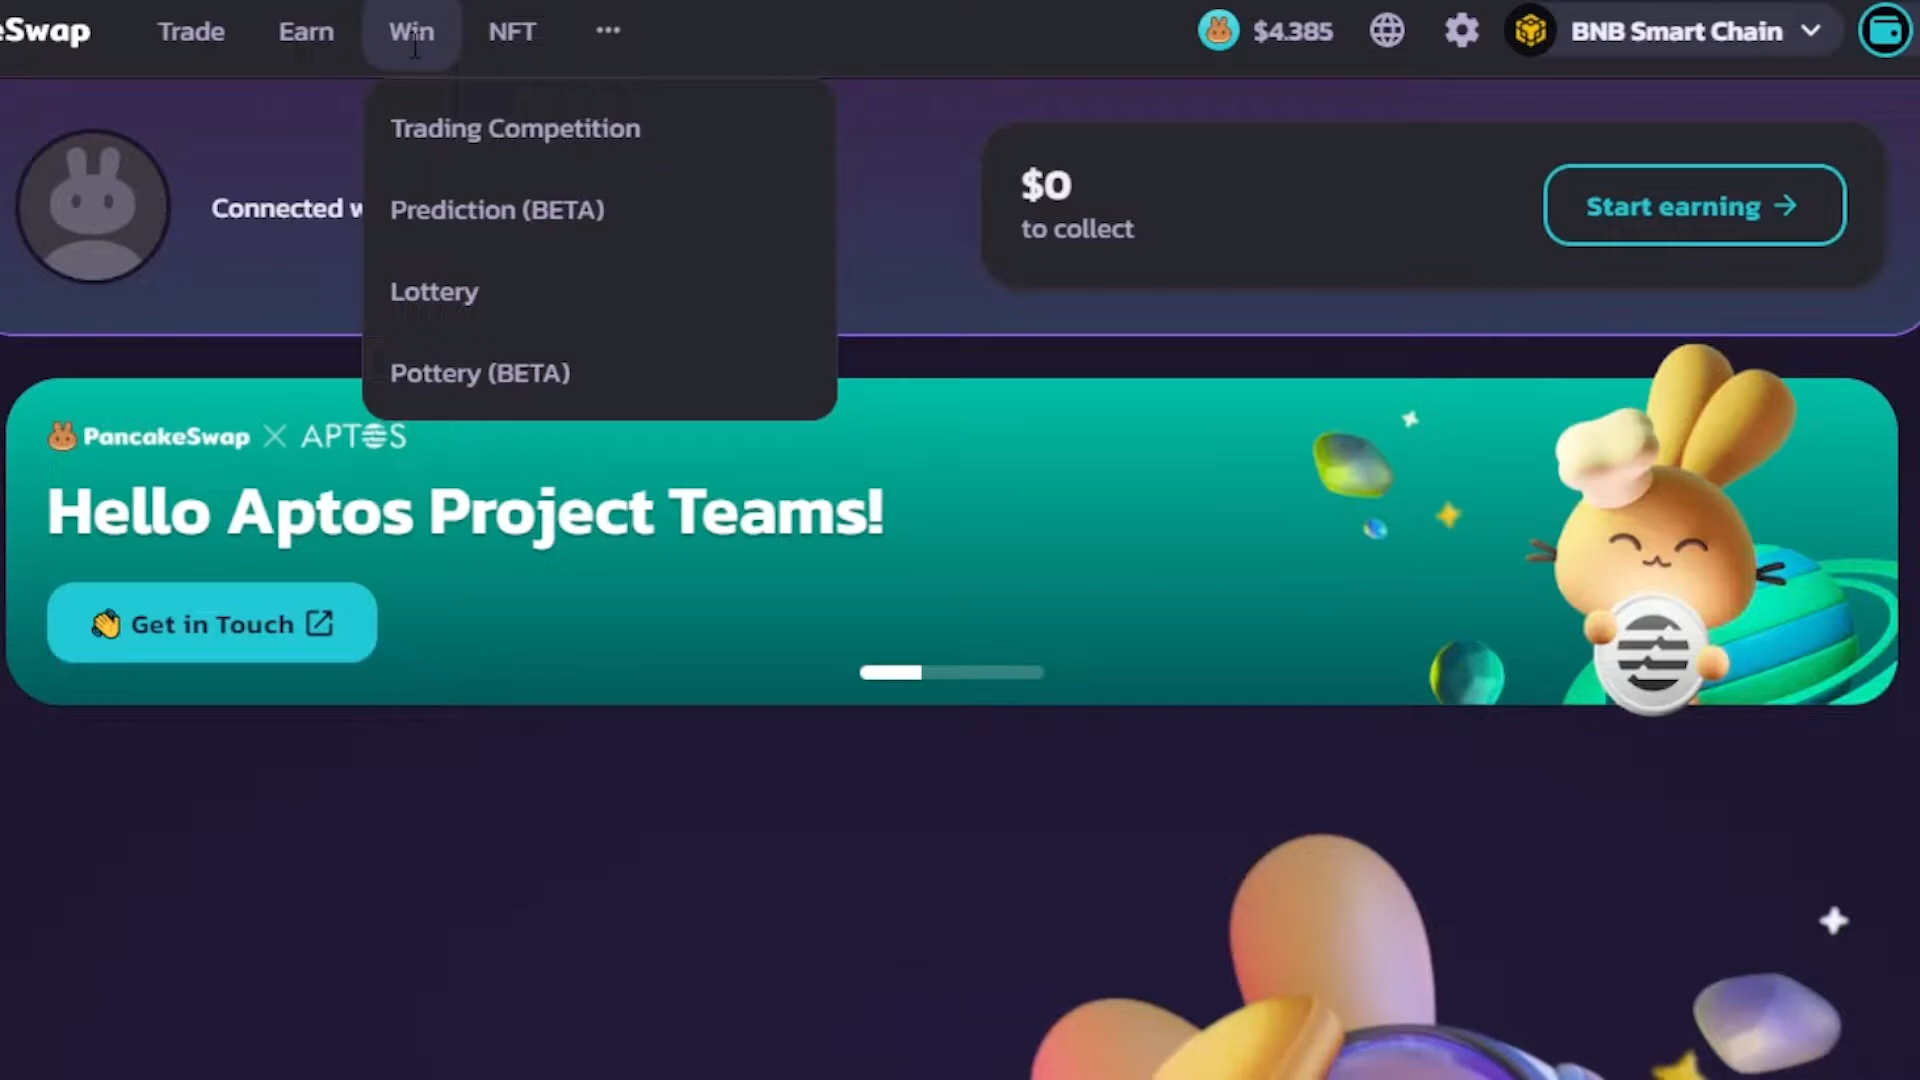 eSwap Trade Earn Win NFT ... $4.385 BNB Smart Chain
Trading Competition
Prediction (BETA)
Lottery
Pottery (BETA)
Connected w
$0
to collect
Start earning →
PancakeSwap X APTOS
Hello Aptos Project Teams!
Get in Touch